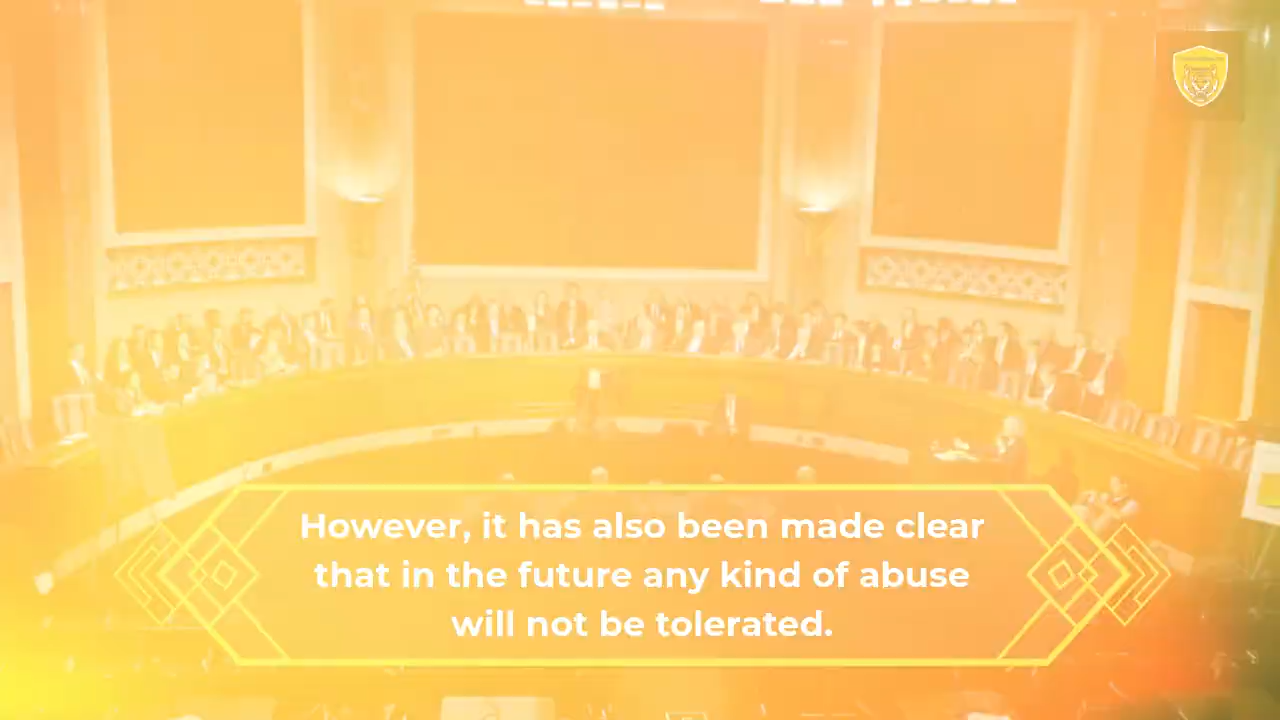 However, it has also been made clear
that in the future any kind of abuse
will not be tolerated.